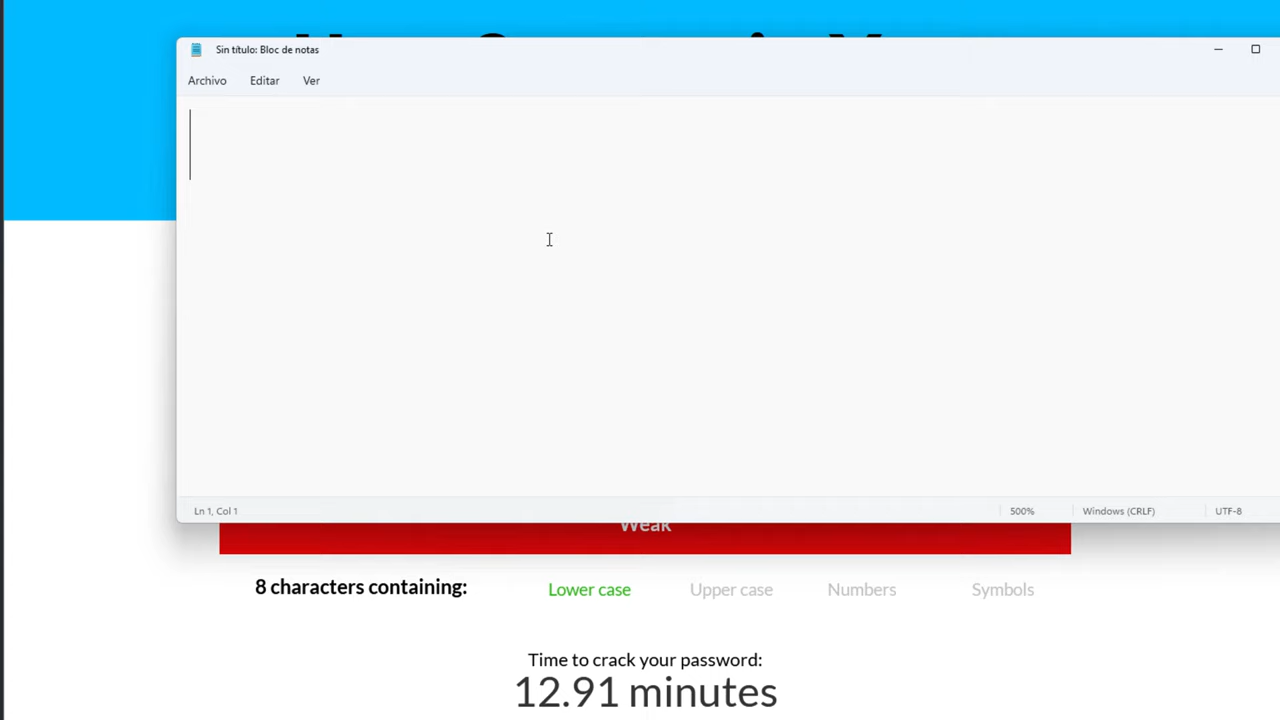 Sin título: Bloc de notas
Archivo Editar Ver
Ln 1, Col 1 500% Windows (CRLF) UTF-8
Weak
8 characters containing: Lower case Upper case Numbers Symbols
Time to crack your password:
12.91 minutes